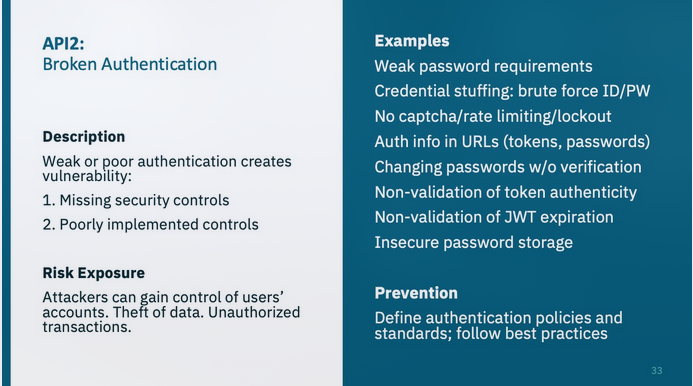 API2:
Broken Authentication
Description
Weak or poor authentication creates
vulnerability:
1. Missing security controls
2. Poorly implemented controls
Risk Exposure
Attackers can gain control of users’
accounts. Theft of data. Unauthorized
transactions.
Examples
Weak password requirements
Credential stuffing: brute force ID/PW
No captcha/rate limiting/lockout
Auth info in URLs (tokens, passwords)
Changing passwords w/o verification
Non-validation of token authenticity
Non-validation of JWT expiration
Insecure password storage
Prevention
Define authentication policies and
standards; follow best practices
33